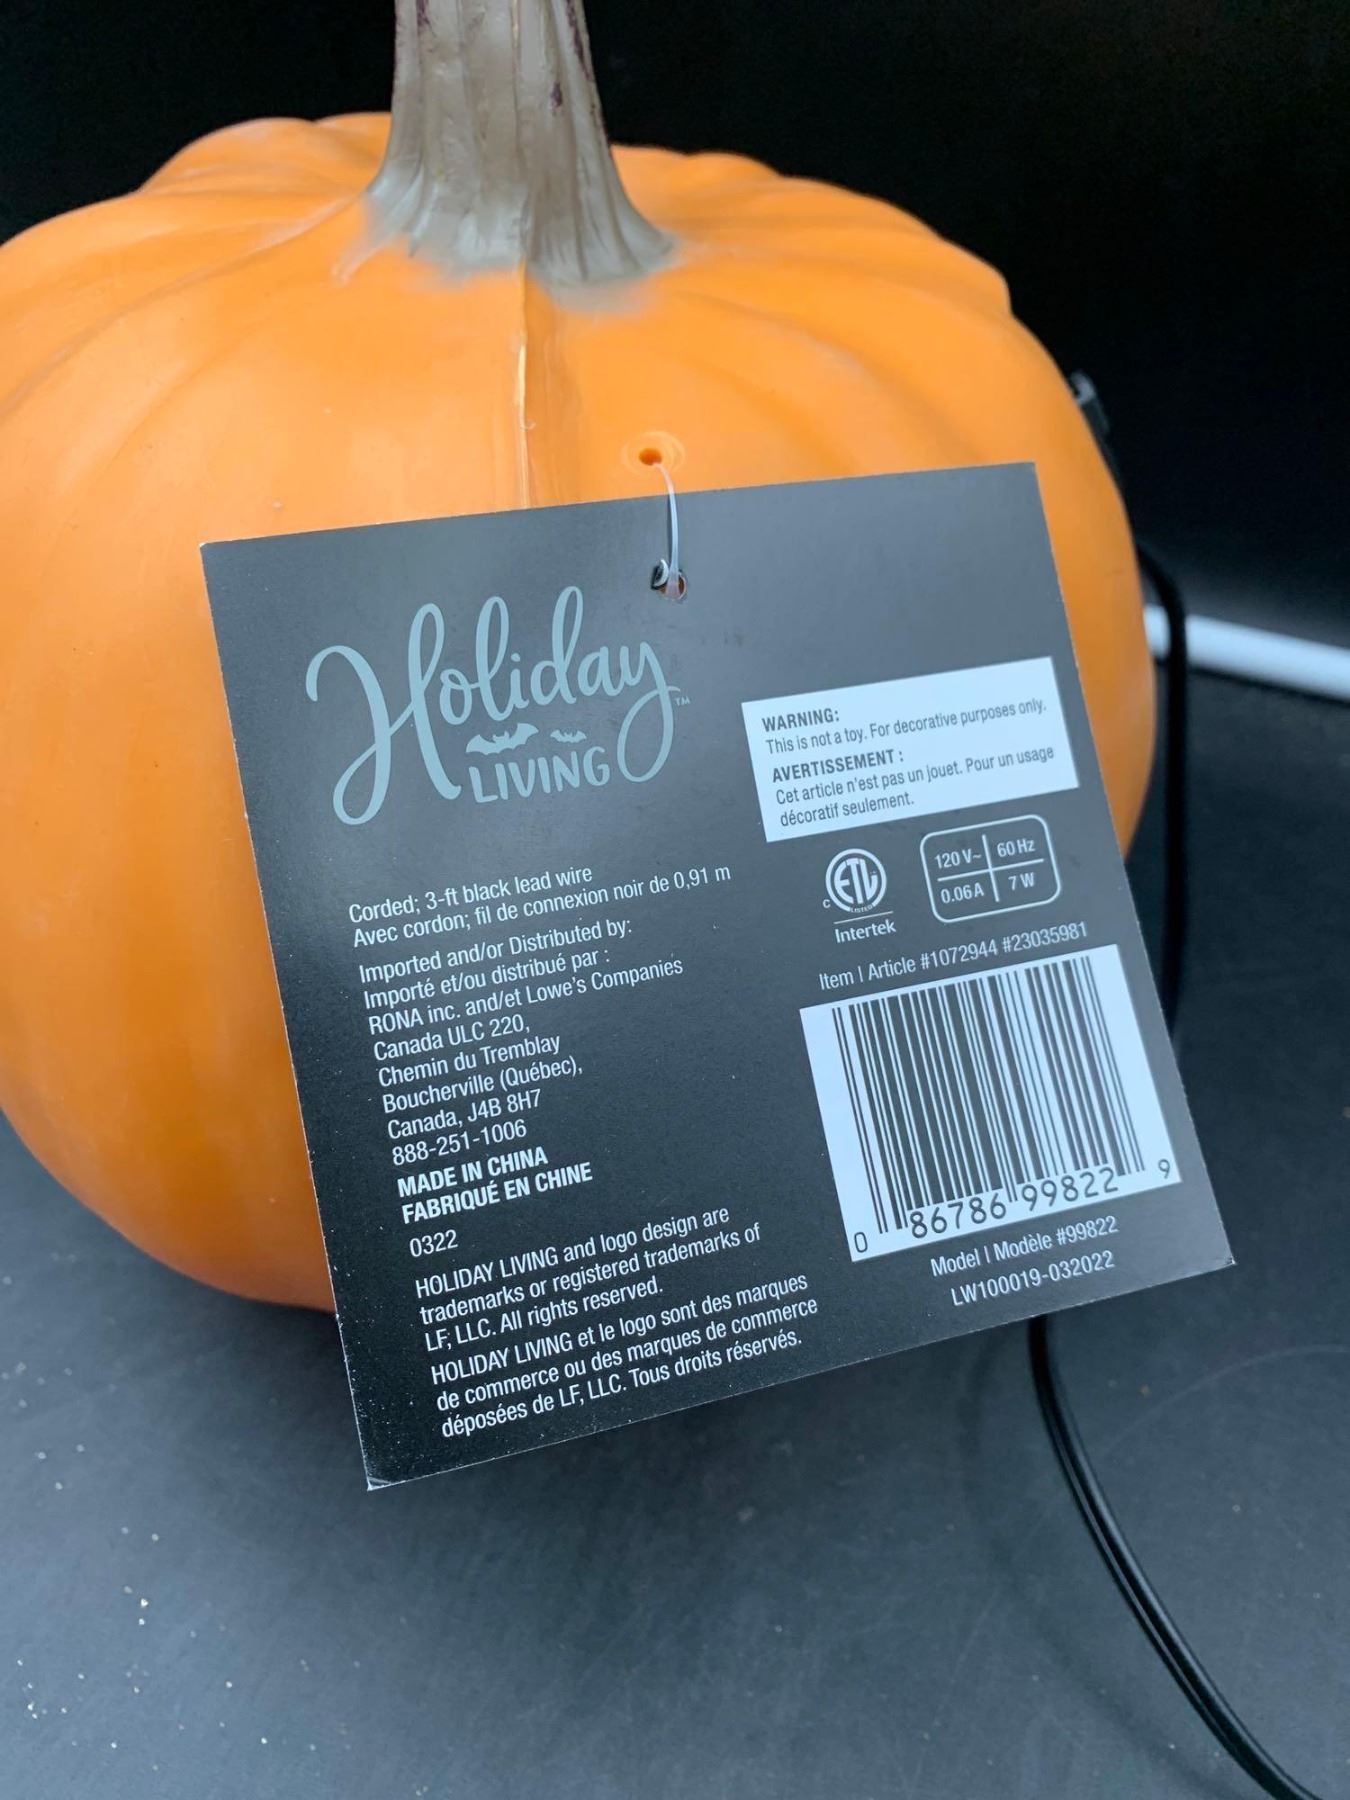 Holiday™
LIVING
WARNING:
This is not a toy. For decorative purposes only.
AVERTISSEMENT :
Cet article n'est pas un jouet. Pour un usage
décoratif seulement.
Corded; 3-ft black lead wire
Avec cordon; fil de connexion noir de 0,91 m
Imported and/or Distributed by:
Importé et/ou distribué par :
RONA inc. and/et Lowe's Companies
Canada ULC 220,
Chemin du Tremblay
Boucherville (Québec),
Canada, J4B 8H7
888-251-1006
MADE IN CHINA
FABRIQUÉ EN CHINE
0322
HOLIDAY LIVING and logo design are
trademarks or registered trademarks of
LF, LLC. All rights reserved.
HOLIDAY LIVING et le logo sont des marques
de commerce ou des marques de commerce
déposées de LF, LLC. Tous droits réservés.
ETL
LISTED
C
Intertek
120 V~ 60 Hz
0.06 A 7 W
Item | Article #1072944 #23035981
0 86786 99822 9
Model | Modèle #99822
LW100019-032022